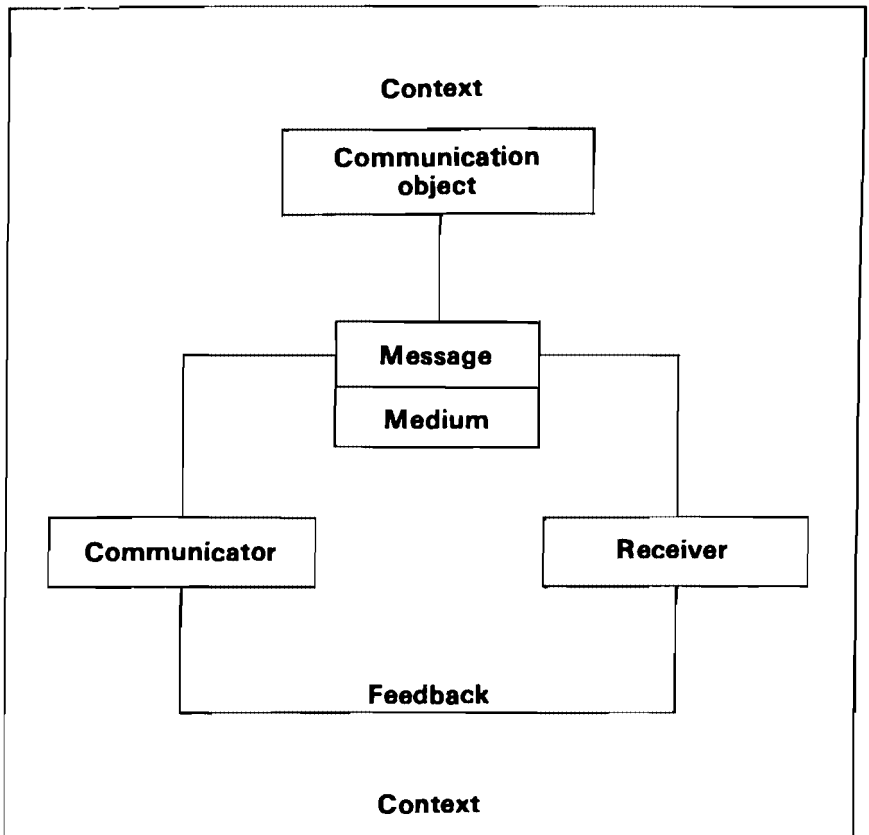 Context
Communication
object
Message
Medium
Communicator
Receiver
Feedback
Context